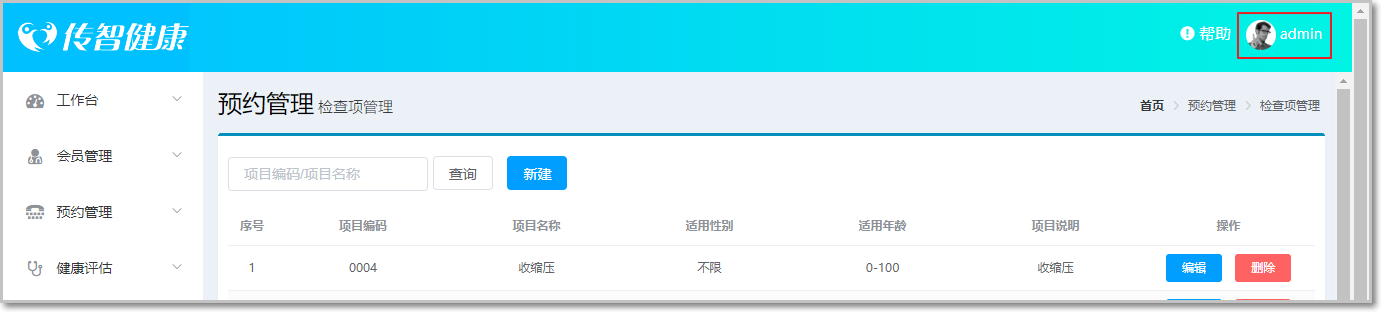 传智健康
帮助 admin
工作台
会员管理
预约管理
健康评估
预约管理 检查项管理
首页 > 预约管理 > 检查项管理
项目编码/项目名称 查询 新建
序号 项目编码 项目名称 适用性别 适用年龄 项目说明 操作
1 0004 收缩压 不限 0-100 收缩压 编辑 删除